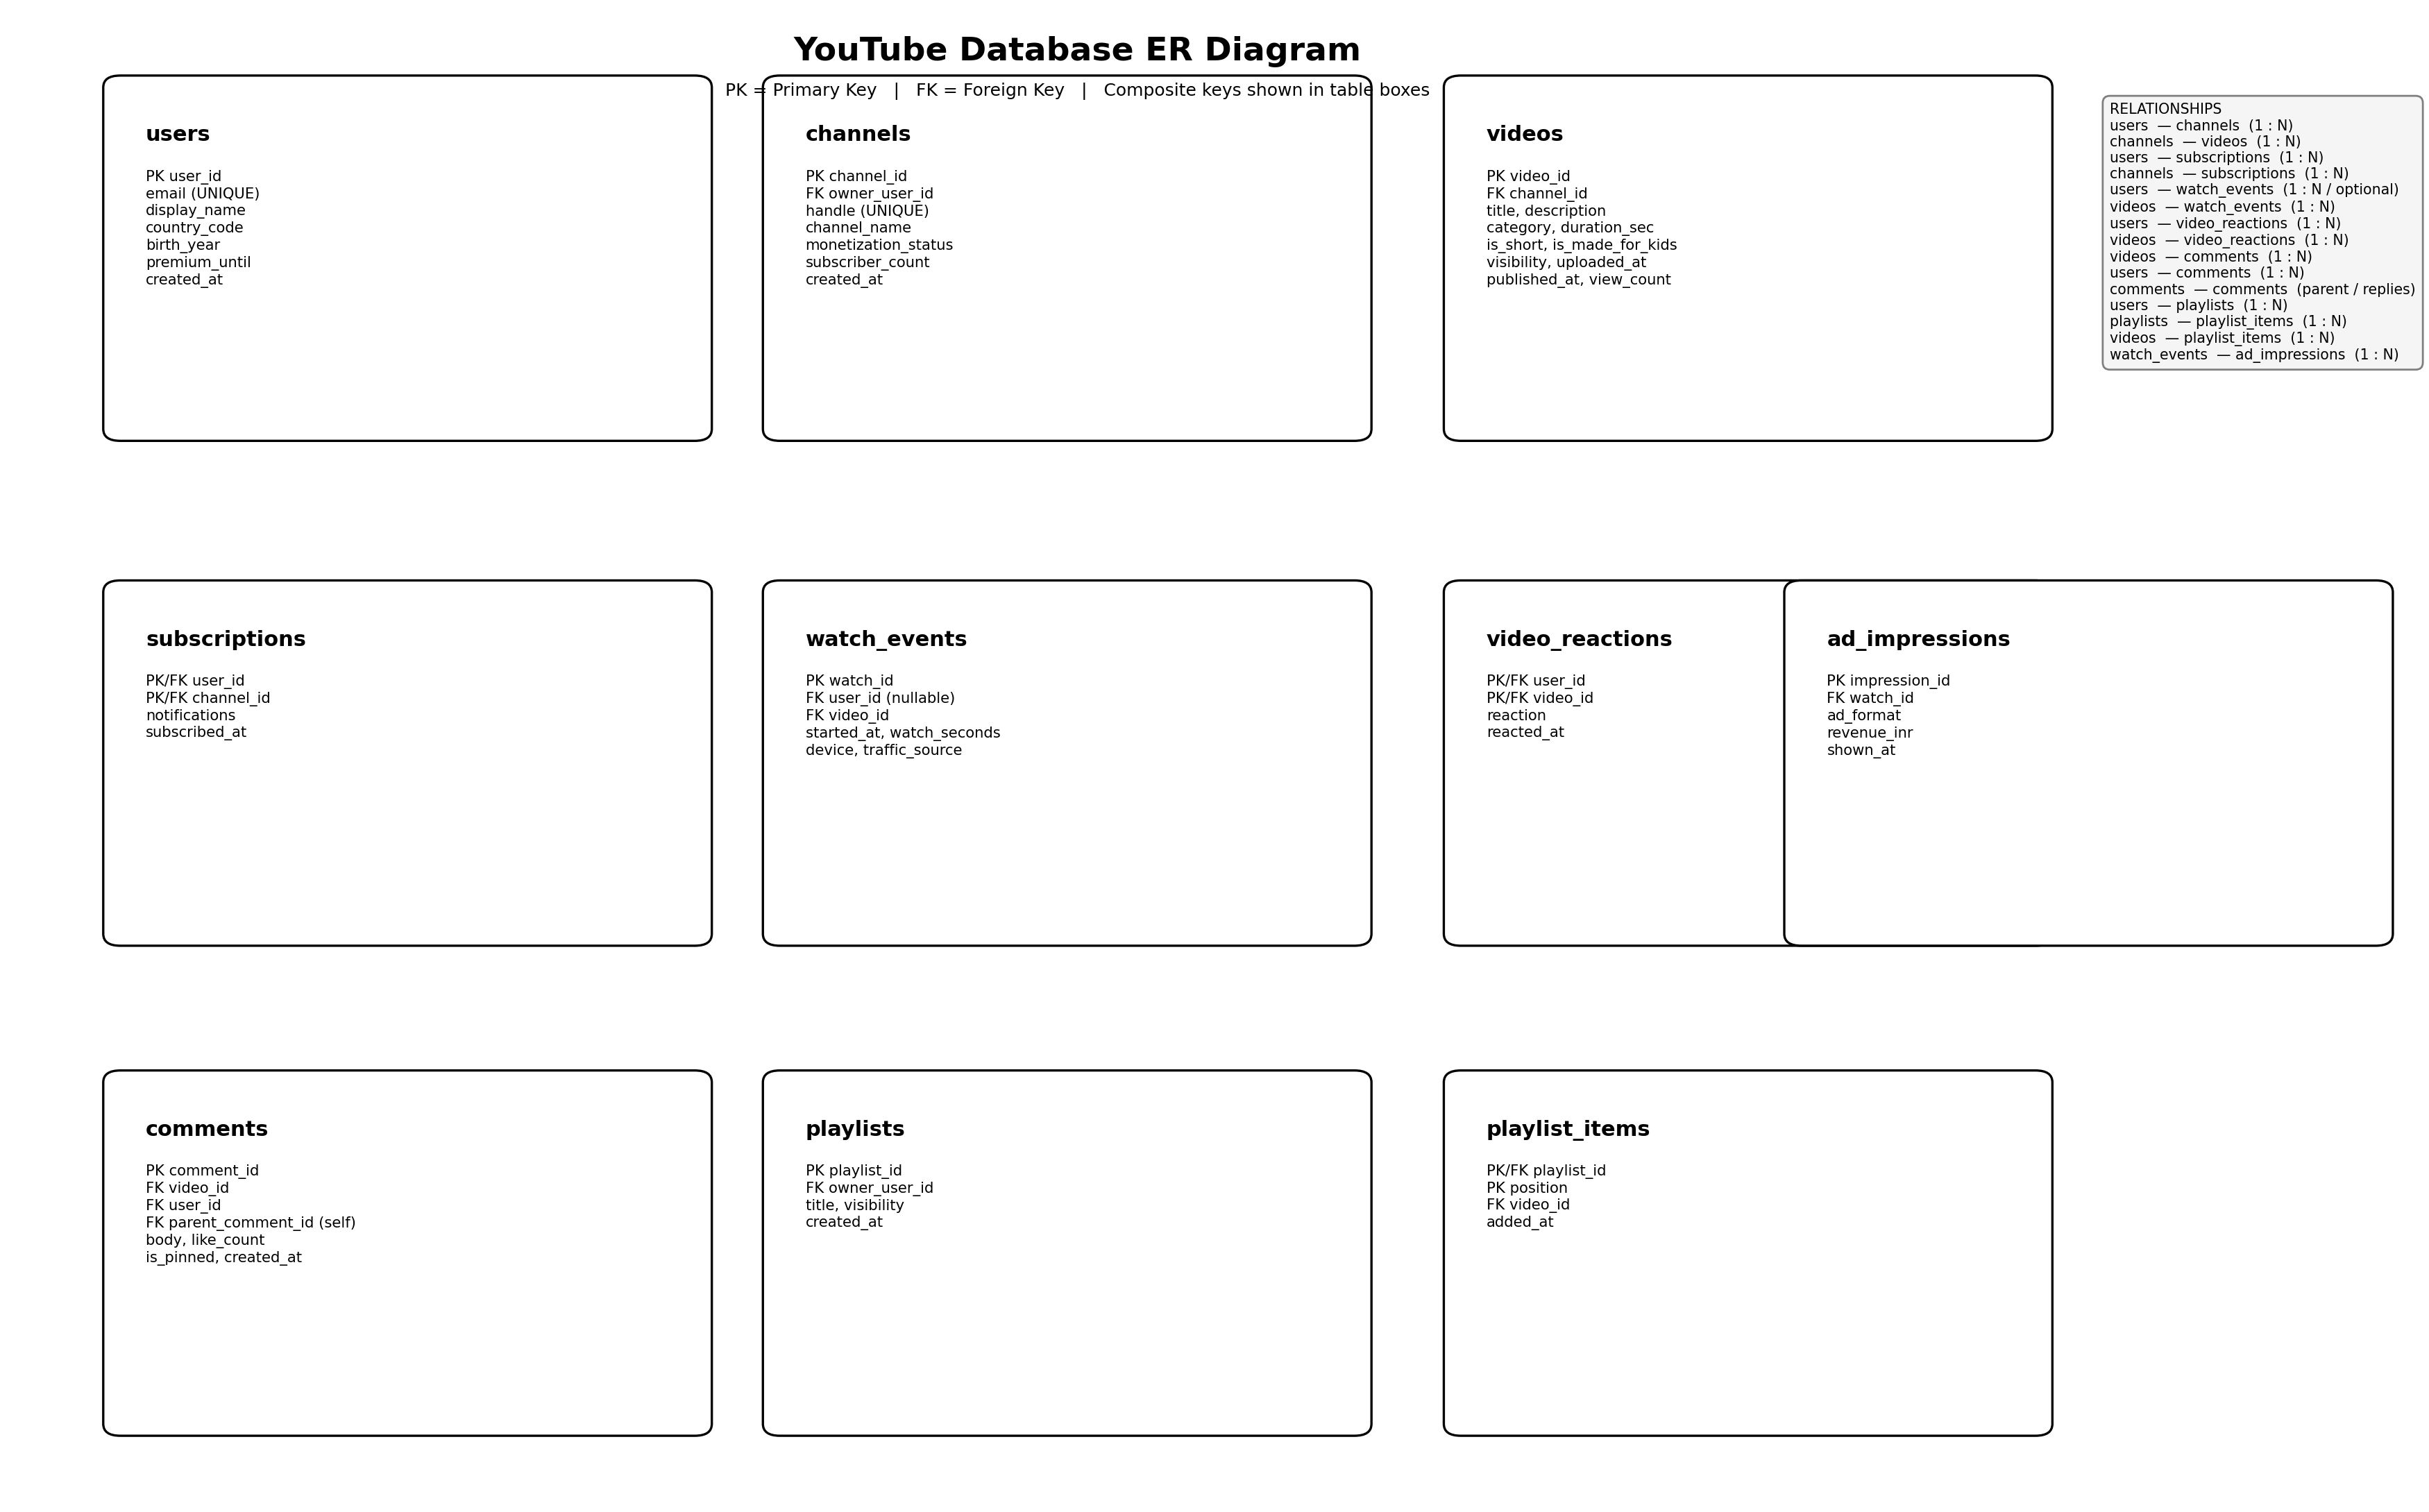 YouTube Database ER Diagram
PK = Primary Key | FK = Foreign Key | Composite keys shown in table boxes
users
PK user_id
email (UNIQUE)
display_name
country_code
birth_year
premium_until
created_at
channels
PK channel_id
FK owner_user_id
handle (UNIQUE)
channel_name
monetization_status
subscriber_count
created_at
videos
PK video_id
FK channel_id
title, description
category, duration_sec
is_short, is_made_for_kids
visibility, uploaded_at
published_at, view_count
RELATIONSHIPS
users — channels (1 : N)
channels — videos (1 : N)
users — subscriptions (1 : N)
channels — subscriptions (1 : N)
users — watch_events (1 : N / optional)
videos — watch_events (1 : N)
users — video_reactions (1 : N)
videos — video_reactions (1 : N)
videos — comments (1 : N)
users — comments (1 : N)
comments — comments (parent / replies)
users — playlists (1 : N)
playlists — playlist_items (1 : N)
videos — playlist_items (1 : N)
watch_events — ad_impressions (1 : N)
subscriptions
PK/FK user_id
PK/FK channel_id
notifications
subscribed_at
watch_events
PK watch_id
FK user_id (nullable)
FK video_id
started_at, watch_seconds
device, traffic_source
video_reactions
PK/FK user_id
PK/FK video_id
reaction
reacted_at
ad_impressions
PK impression_id
FK watch_id
ad_format
revenue_inr
shown_at
comments
PK comment_id
FK video_id
FK user_id
FK parent_comment_id (self)
body, like_count
is_pinned, created_at
playlists
PK playlist_id
FK owner_user_id
title, visibility
created_at
playlist_items
PK/FK playlist_id
PK position
FK video_id
added_at